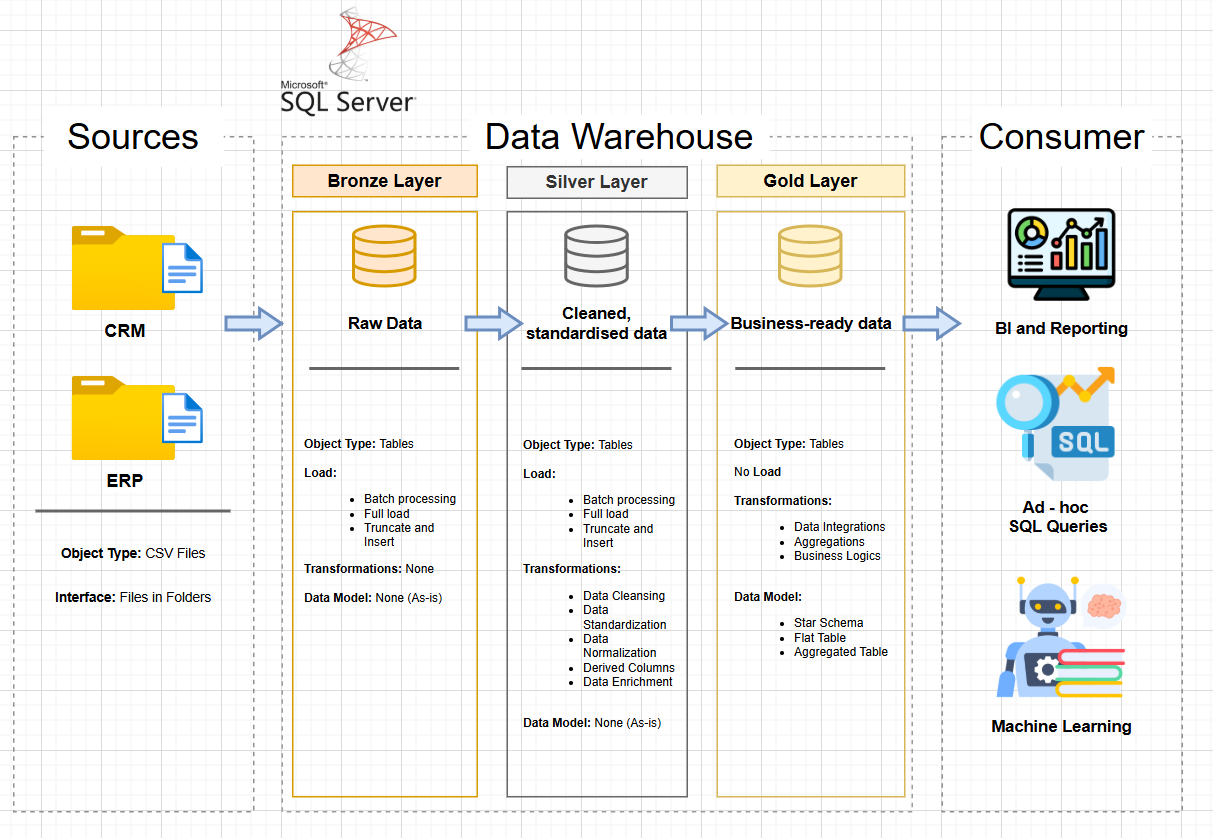 Microsoft®
SQL Server
Sources
Data Warehouse
Consumer
CRM
ERP
Object Type: CSV Files
Interface: Files in Folders
Bronze Layer
Raw Data
Object Type: Tables
Load:
• Batch processing
• Full load
• Truncate and
Insert
Transformations: None
Data Model: None (As-is)
Silver Layer
Cleaned,
standardised data
Object Type: Tables
Load:
• Batch processing
• Full load
• Truncate and
Insert
Transformations:
• Data Cleansing
• Data
Standardization
• Data
Normalization
• Derived Columns
• Data Enrichment
Data Model: None (As-is)
Gold Layer
Business-ready data
Object Type: Tables
No Load
Transformations:
• Data Integrations
• Aggregations
• Business Logics
Data Model:
• Star Schema
• Flat Table
• Aggregated Table
BI and Reporting
SQL
Ad - hoc
SQL Queries
Machine Learning